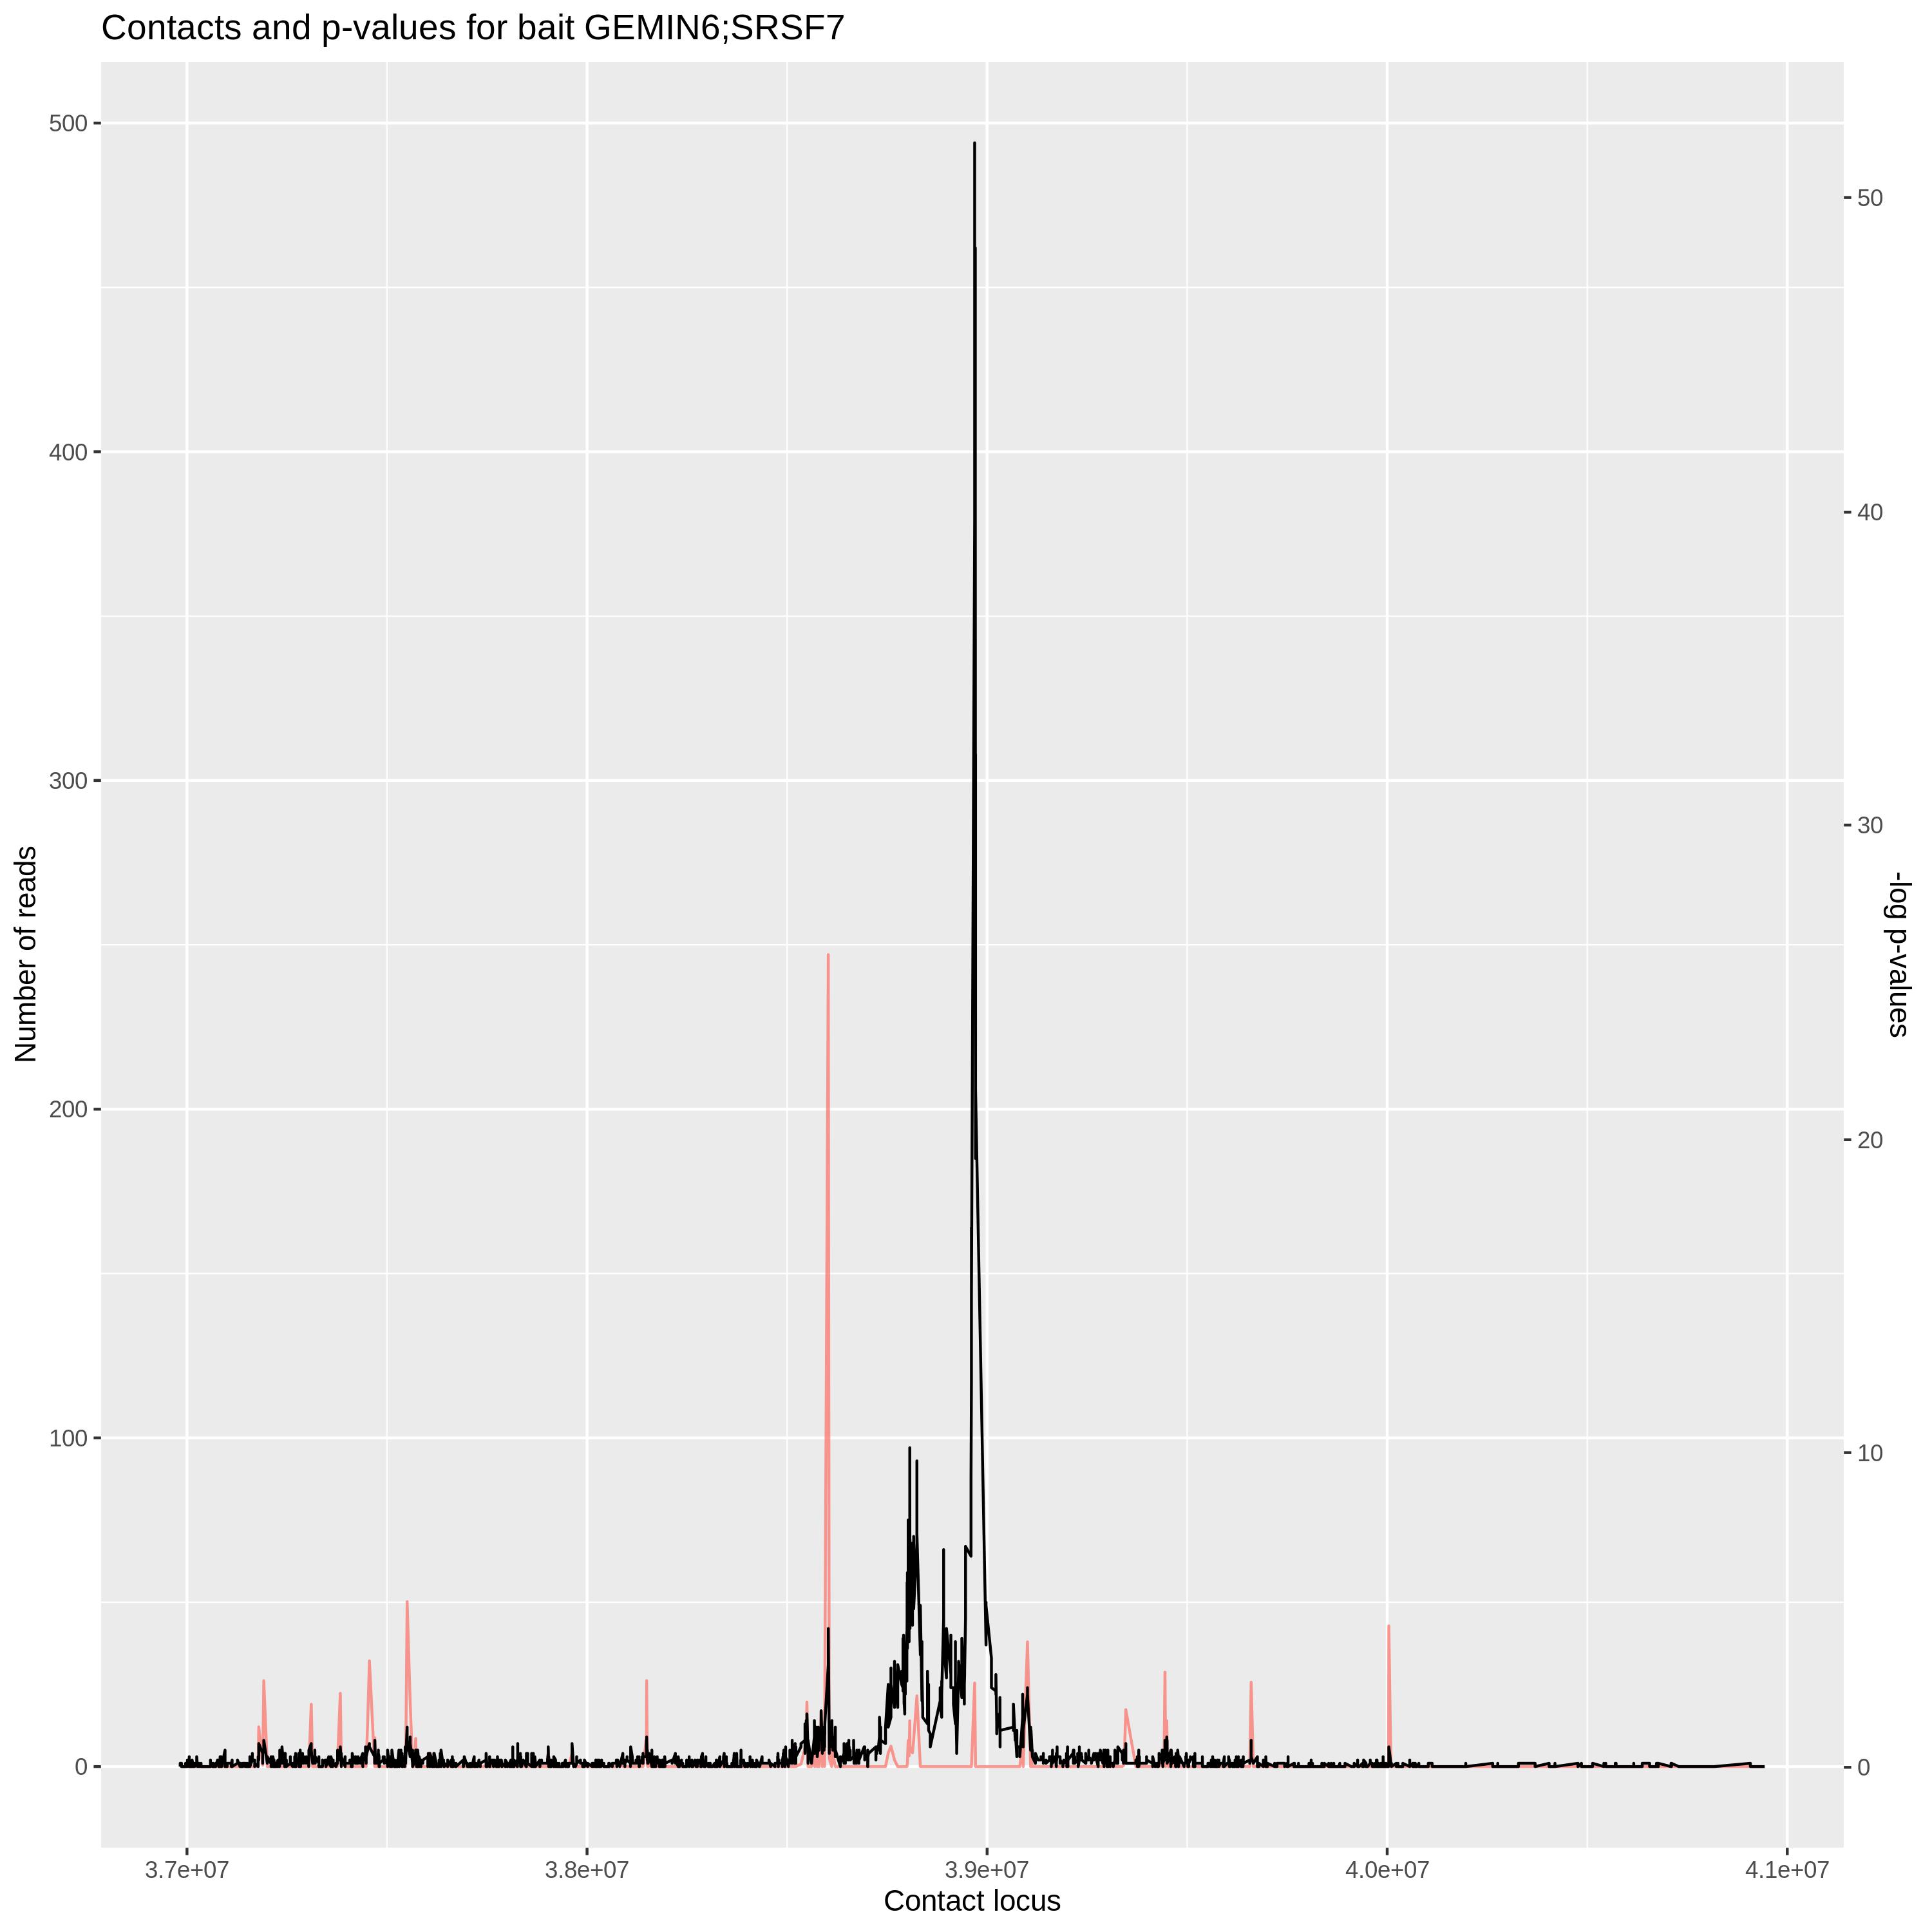 Contacts and p-values for bait GEMIN6;SRSF7
500
400
300
200
100
0
Number of reads
50
40
30
20
10
0
-log p-values
3.7e+07 3.8e+07 3.9e+07 4.0e+07 4.1e+07
Contact locus